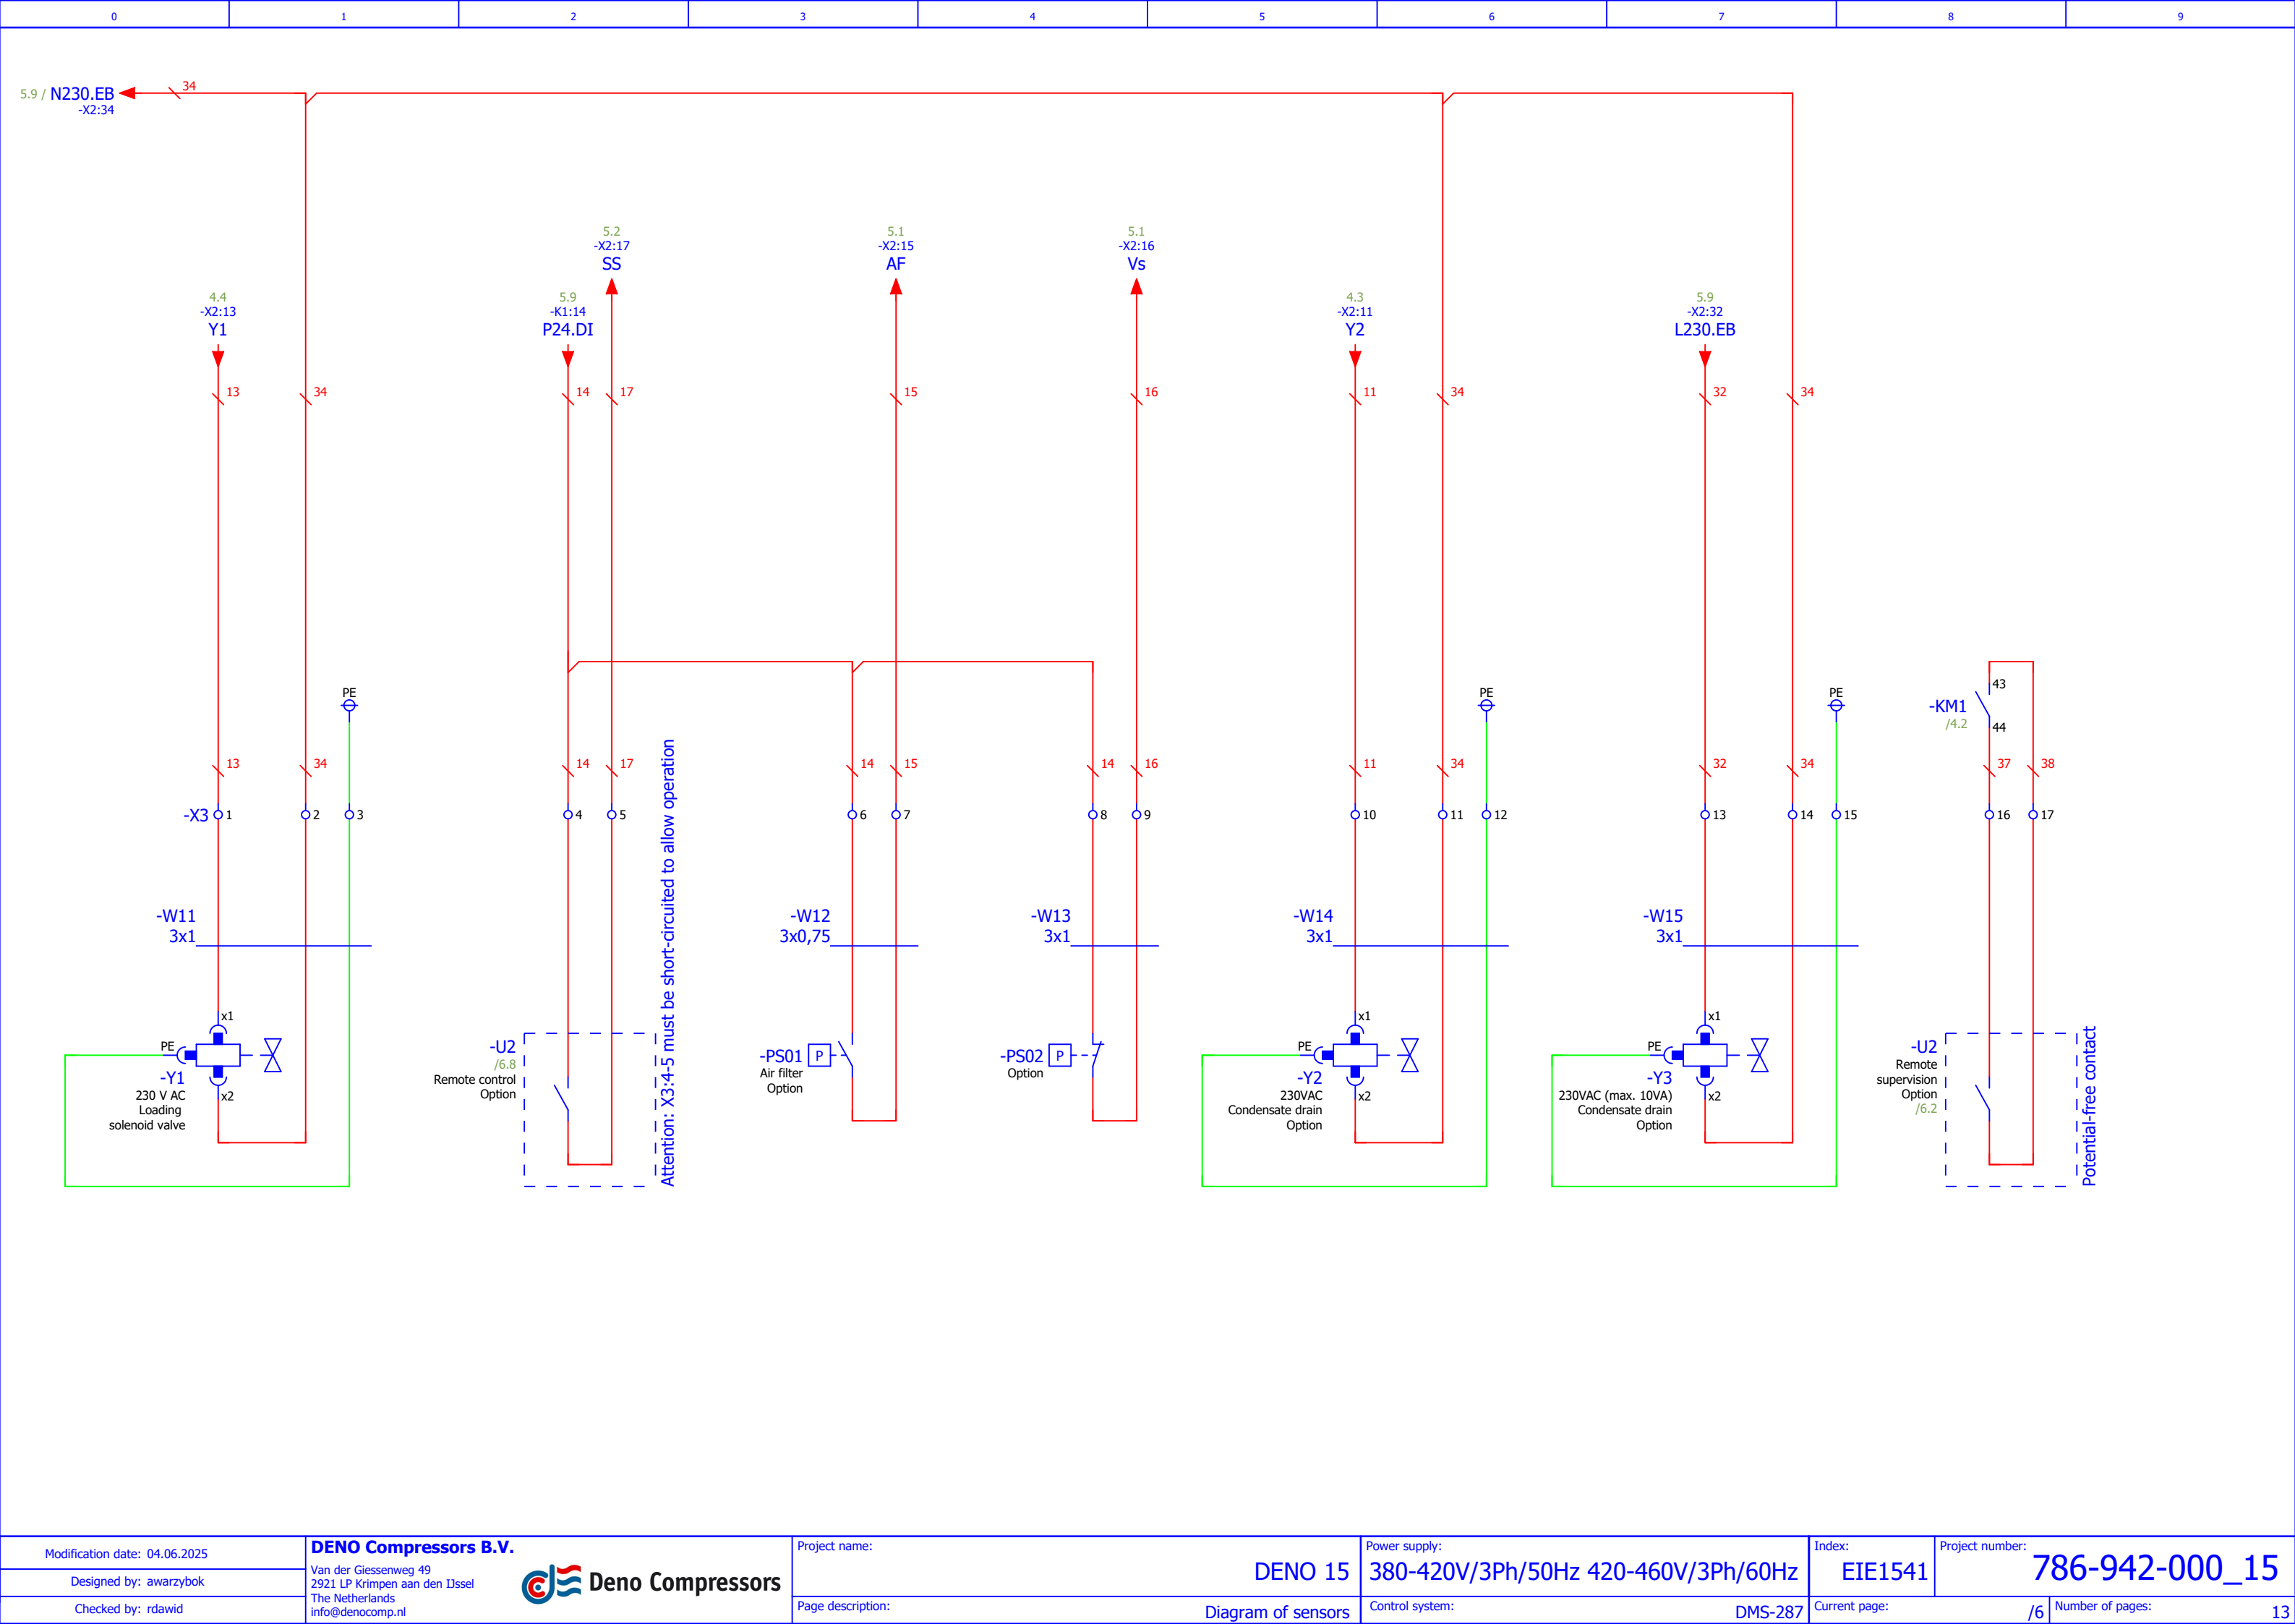 0 1 2 3 4 5 6 7 8 9
5.9 / N230.EB
-X2:34
34
5.2
-X2:17
SS
5.1
-X2:15
AF
5.1
-X2:16
Vs
4.4
-X2:13
Y1
5.9
-K1:14
P24.DI
4.3
-X2:11
Y2
5.9
-X2:32
L230.EB
13 34 14 17 15 16 11 34 32 34
PE PE PE
-KM1
/4.2
43
44
13 34 14 17 14 15 14 16 11 34 32 34 37 38
-X3 1 2 3 4 5 6 7 8 9 10 11 12 13 14 15 16 17
-W11
3x1
-W12
3x0,75
-W13
3x1
-W14
3x1
-W15
3x1
x1
PE
-Y1
x2
230 V AC
Loading
solenoid valve
-U2
/6.8
Remote control
Option
Attention: X3:4-5 must be short-circuited to allow operation
-PS01 P
Air filter
Option
-PS02 P
Option
x1
PE
-Y2
x2
230VAC
Condensate drain
Option
x1
PE
-Y3
x2
230VAC (max. 10VA)
Condensate drain
Option
-U2
Remote
supervision
Option
/6.2
Potential-free contact
Modification date: 04.06.2025
Designed by: awarzybok
Checked by: rdawid
DENO Compressors B.V.
Van der Giessenweg 49
2921 LP Krimpen aan den IJssel
The Netherlands
info@denocomp.nl
Deno Compressors
Project name:
DENO 15
Page description:
Diagram of sensors
Power supply:
380-420V/3Ph/50Hz 420-460V/3Ph/60Hz
Control system:
DMS-287
Index:
EIE1541
Project number:
786-942-000_15
Current page:
/6
Number of pages:
13